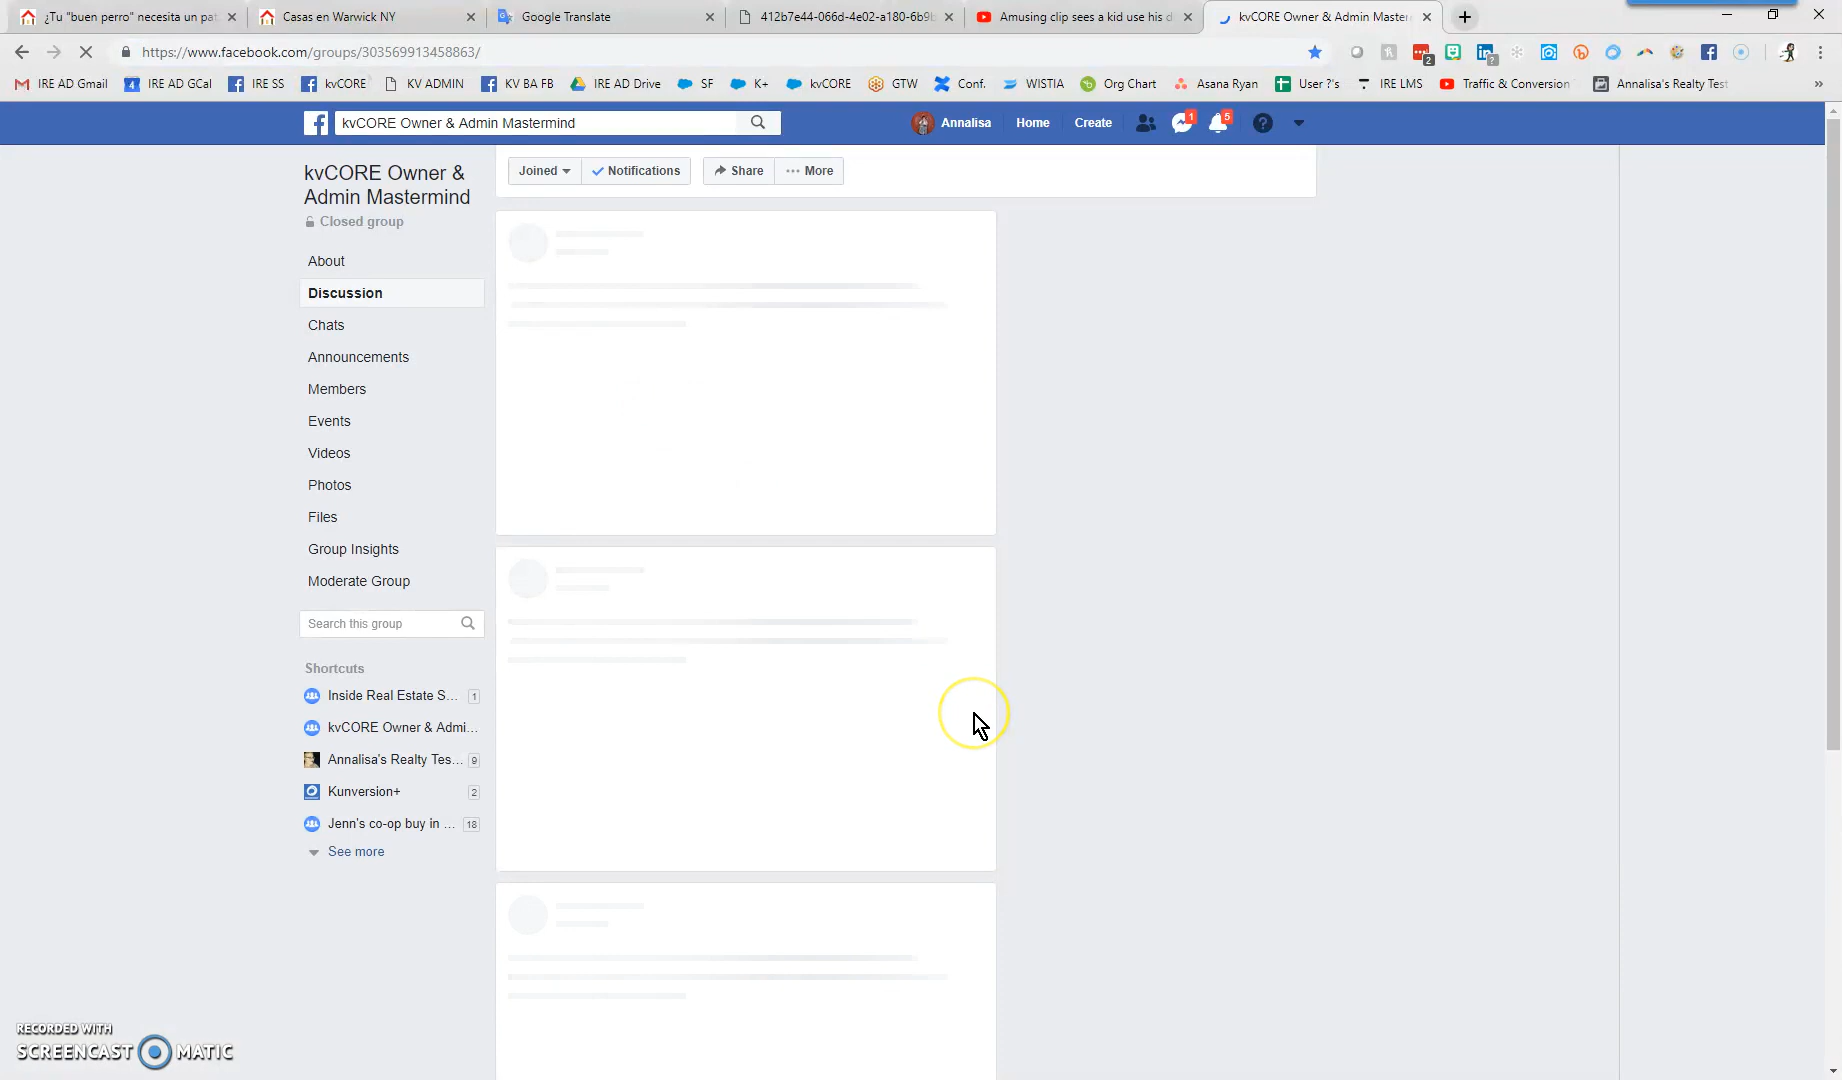 ¿Tu "buen perro" necesita un pat
Casas en Warwick NY
Google Translate
412b7e44-066d-4e02-a180-6b9b
Amusing clip sees a kid use his d
kvCORE Owner & Admin Master
https://www.facebook.com/groups/303569913458863/
2
?
IRE AD Gmail
4
IRE AD GCal
IRE SS
kvCORE
KV ADMIN
KV BA FB
IRE AD Drive
SF
K+
kvCORE
GTW
Conf.
WISTIA
Org Chart
Asana Ryan
User ?'s
IRE LMS
Traffic & Conversion
Annalisa's Realty Test
»
kvCORE Owner & Admin Mastermind
Annalisa
Home
Create
1
5
kvCORE Owner &
Admin Mastermind
Closed group
Joined
Notifications
Share
More
About
Discussion
Chats
Announcements
Members
Events
Videos
Photos
Files
Group Insights
Moderate Group
Search this group
Shortcuts
Inside Real Estate S... 1
kvCORE Owner & Admi...
Annalisa's Realty Tes... 9
Kunversion+ 2
Jenn's co-op buy in ... 18
See more
RECORDED WITH
SCREENCAST MATIC